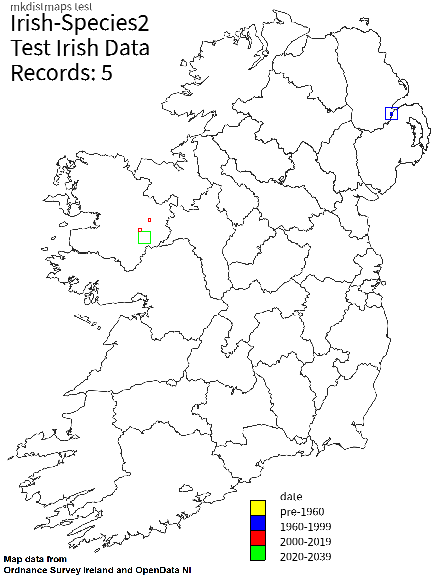 mkdistmaps test
Irish-Species2
Test Irish Data
Records: 5
date
pre-1960
1960-1999
2000-2019
2020-2039
Map data from
Ordnance Survey Ireland and OpenData NI